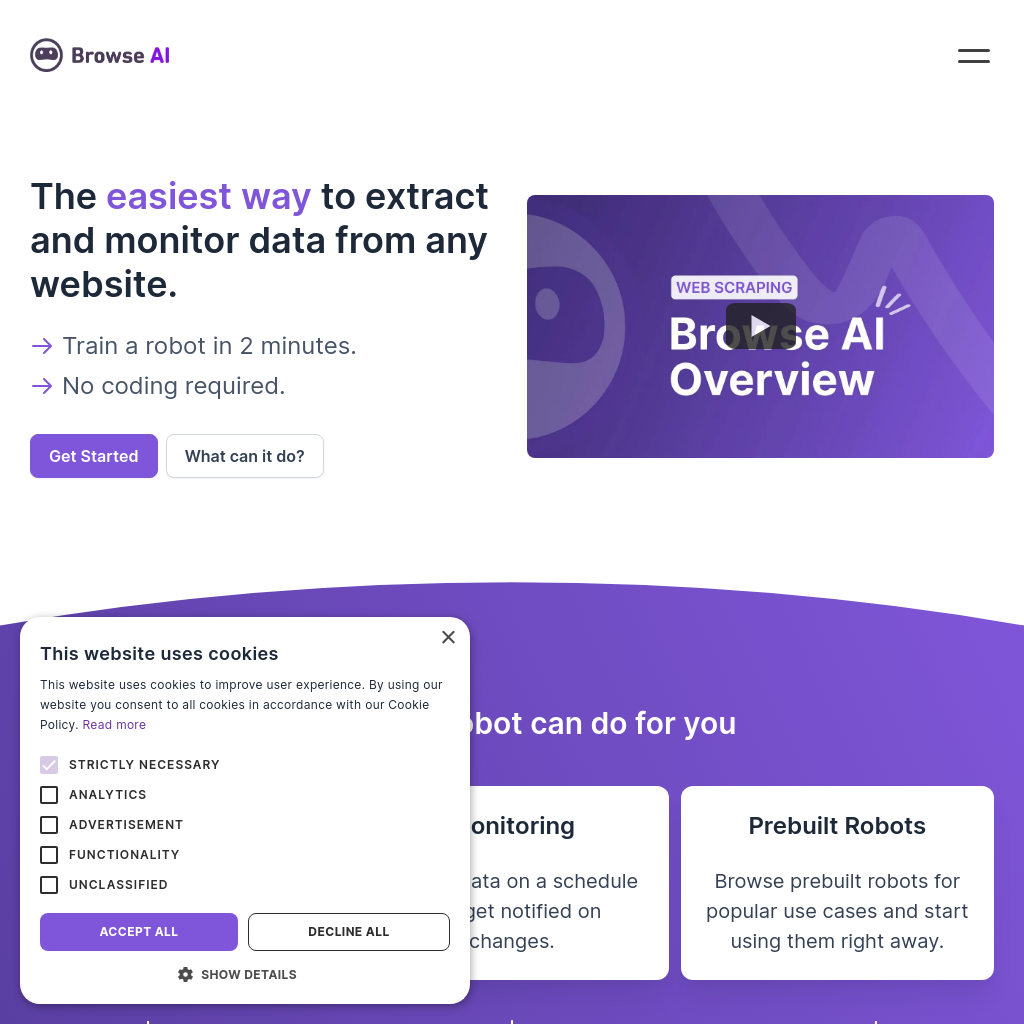 Browse AI
The easiest way to extract
and monitor data from any
website.
Train a robot in 2 minutes.
No coding required.
Get Started
What can it do?
WEB SCRAPING
Browse AI
Overview
This website uses cookies
This website uses cookies to improve user experience. By using our
website you consent to all cookies in accordance with our Cookie
Policy. Read more
STRICTLY NECESSARY
ANALYTICS
ADVERTISEMENT
FUNCTIONALITY
UNCLASSIFIED
ACCEPT ALL
DECLINE ALL
SHOW DETAILS
can do for you
on a schedule
get notified on
changes.
Prebuilt Robots
Browse prebuilt robots for
popular use cases and start
using them right away.